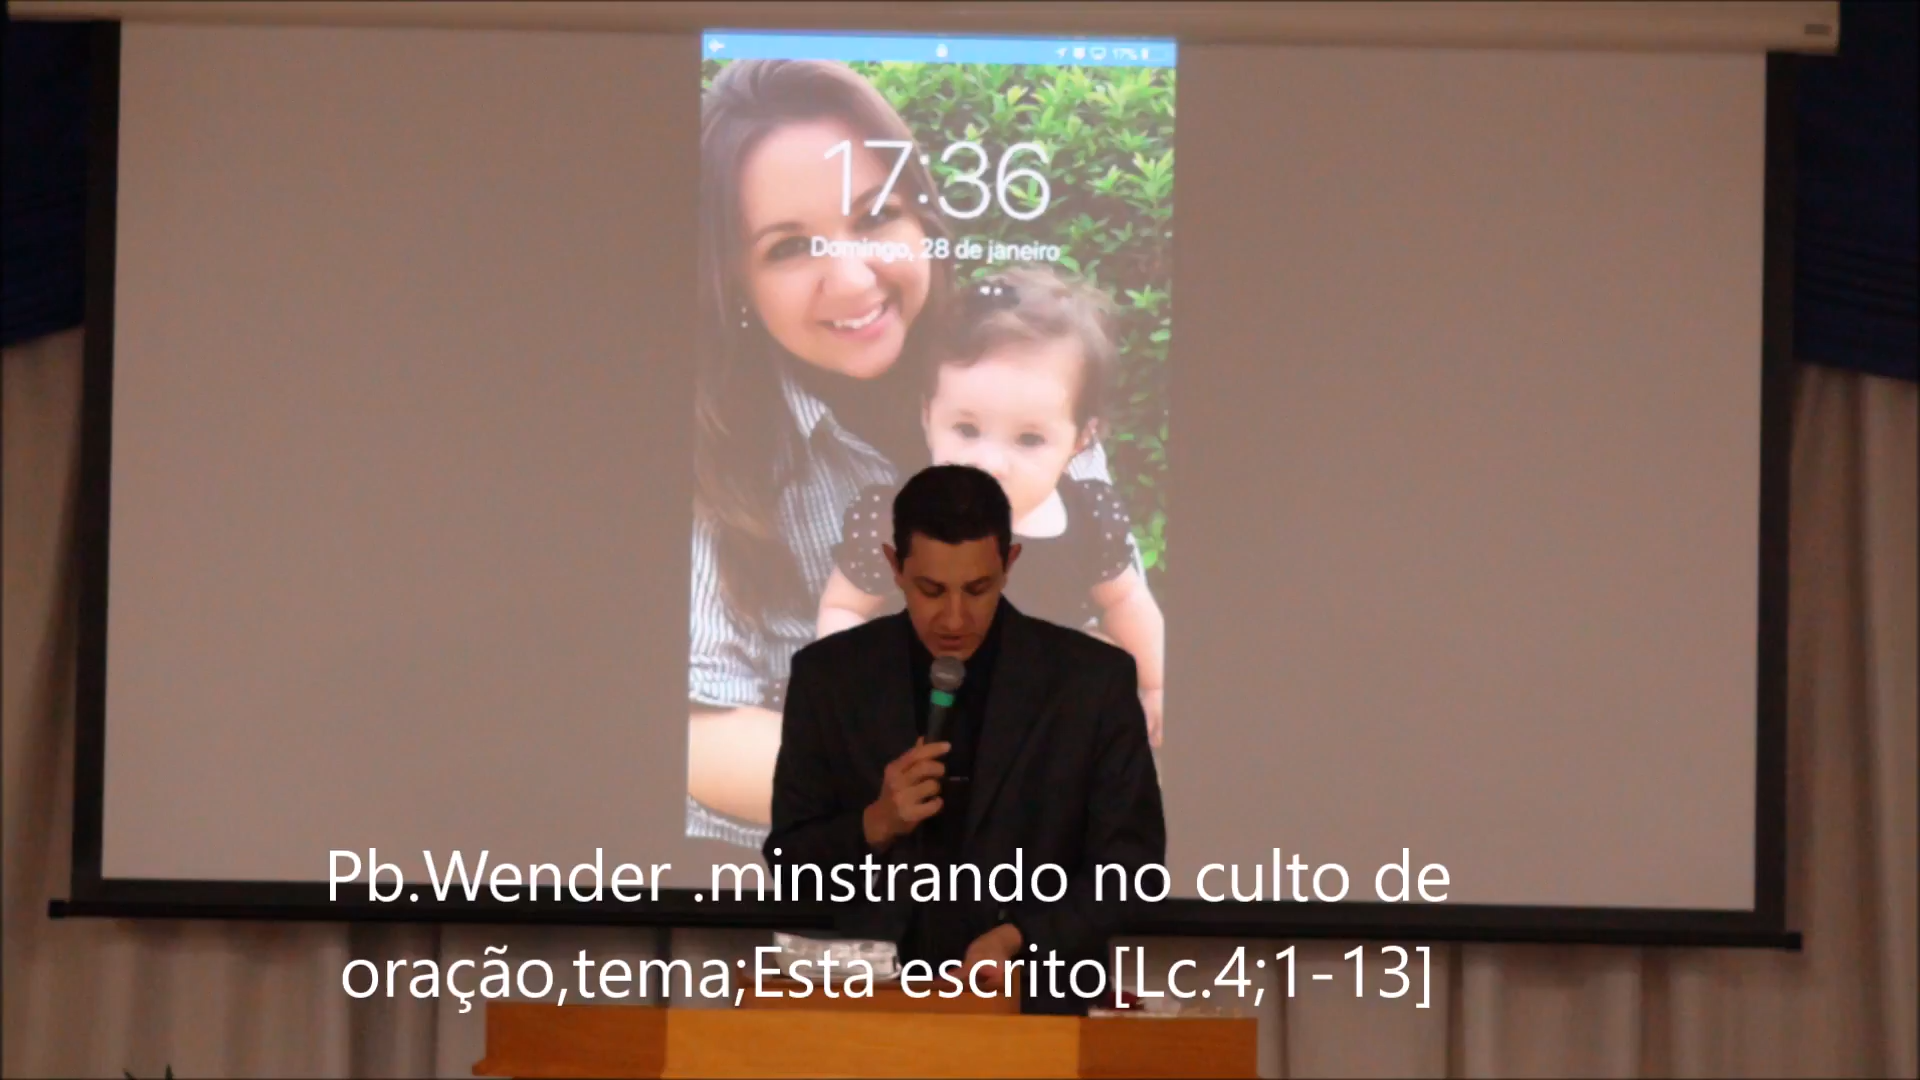 17%
17:36
Domingo, 28 de janeiro
Pb.Wender .minstrando no culto de
oração,tema;Esta escrito[Lc.4;1-13]